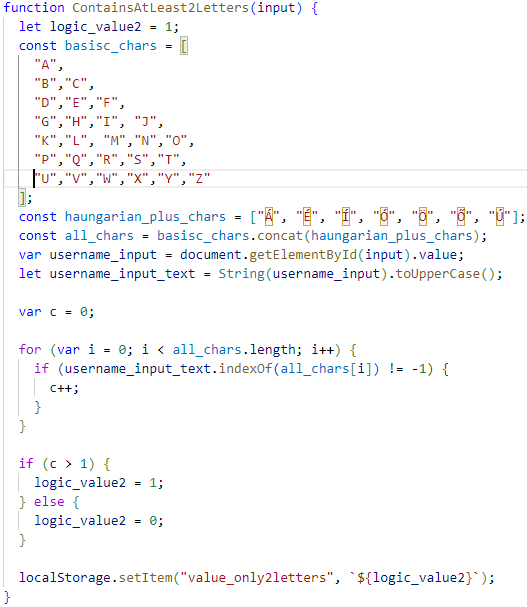 function ContainsAtLeast2Letters(input) {
let logic_value2 = 1;
const basisc_chars = [
"A",
"B","C",
"D","E","F",
"G","H","I", "J",
"K","L", "M","N","O",
"P","Q","R","S","T",
"U","V","W","X","Y","Z"
];
const haungarian_plus_chars = ["Á", "É", "Í", "Ó", "Ö", "Ő", "Ú"];
const all_chars = basisc_chars.concat(haungarian_plus_chars);
var username_input = document.getElementById(input).value;
let username_input_text = String(username_input).toUpperCase();
var c = 0;
for (var i = 0; i < all_chars.length; i++) {
if (username_input_text.indexOf(all_chars[i]) != -1) {
c++;
}
}
if (c > 1) {
logic_value2 = 1;
} else {
logic_value2 = 0;
}
localStorage.setItem("value_only2letters", `${logic_value2}`);
}